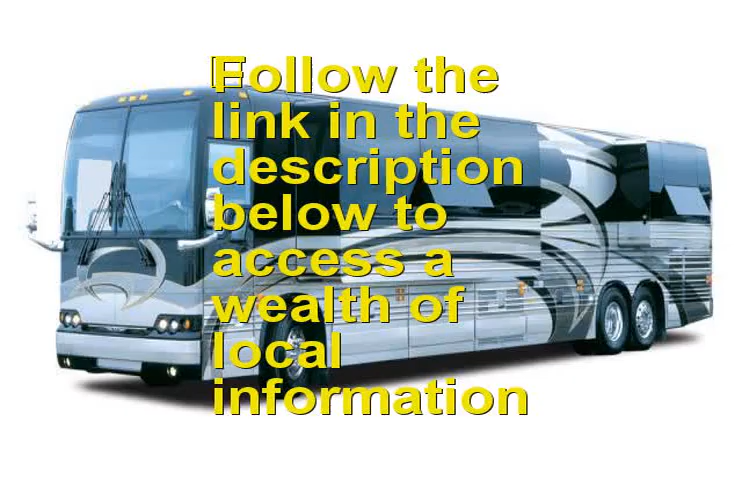 Follow the
link in the
description
below to
access a
wealth of
local
information